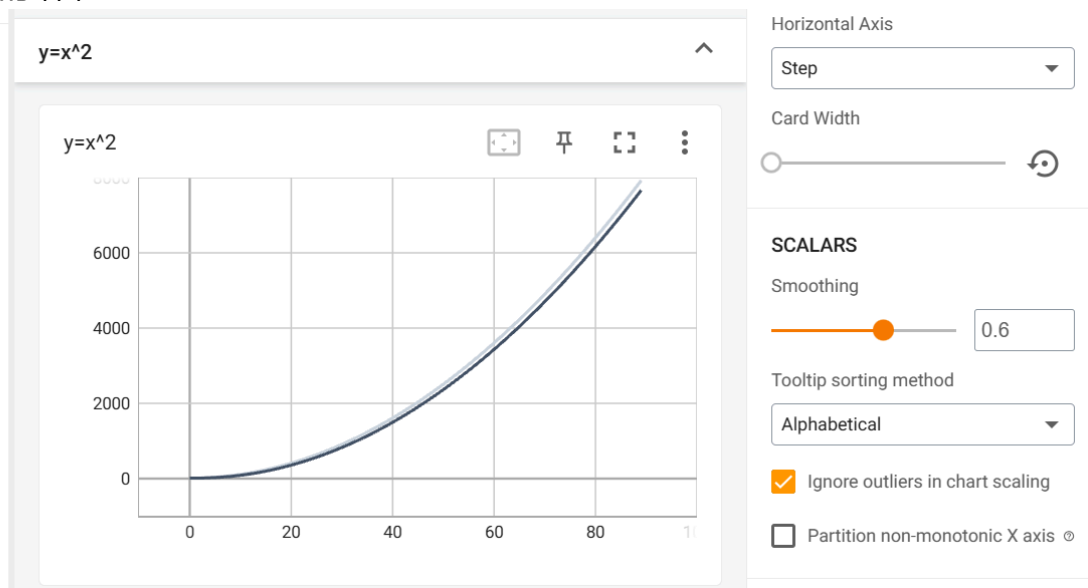 y=x^2
y=x^2
6000
4000
2000
0
0
20
40
60
80
Horizontal Axis
Step
Card Width
SCALARS
Smoothing
0.6
Tooltip sorting method
Alphabetical
Ignore outliers in chart scaling
Partition non-monotonic X axis